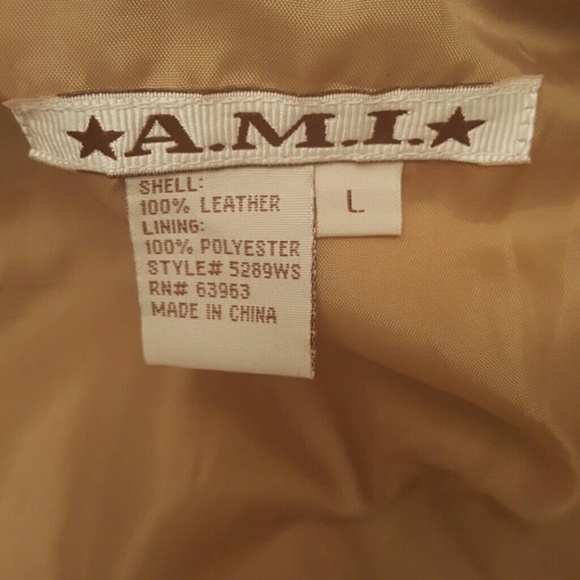 ★A.M.I.★
SHELL:
100% LEATHER
LINING:
100% POLYESTER
STYLE# 5289WS
RN# 63963
MADE IN CHINA
L